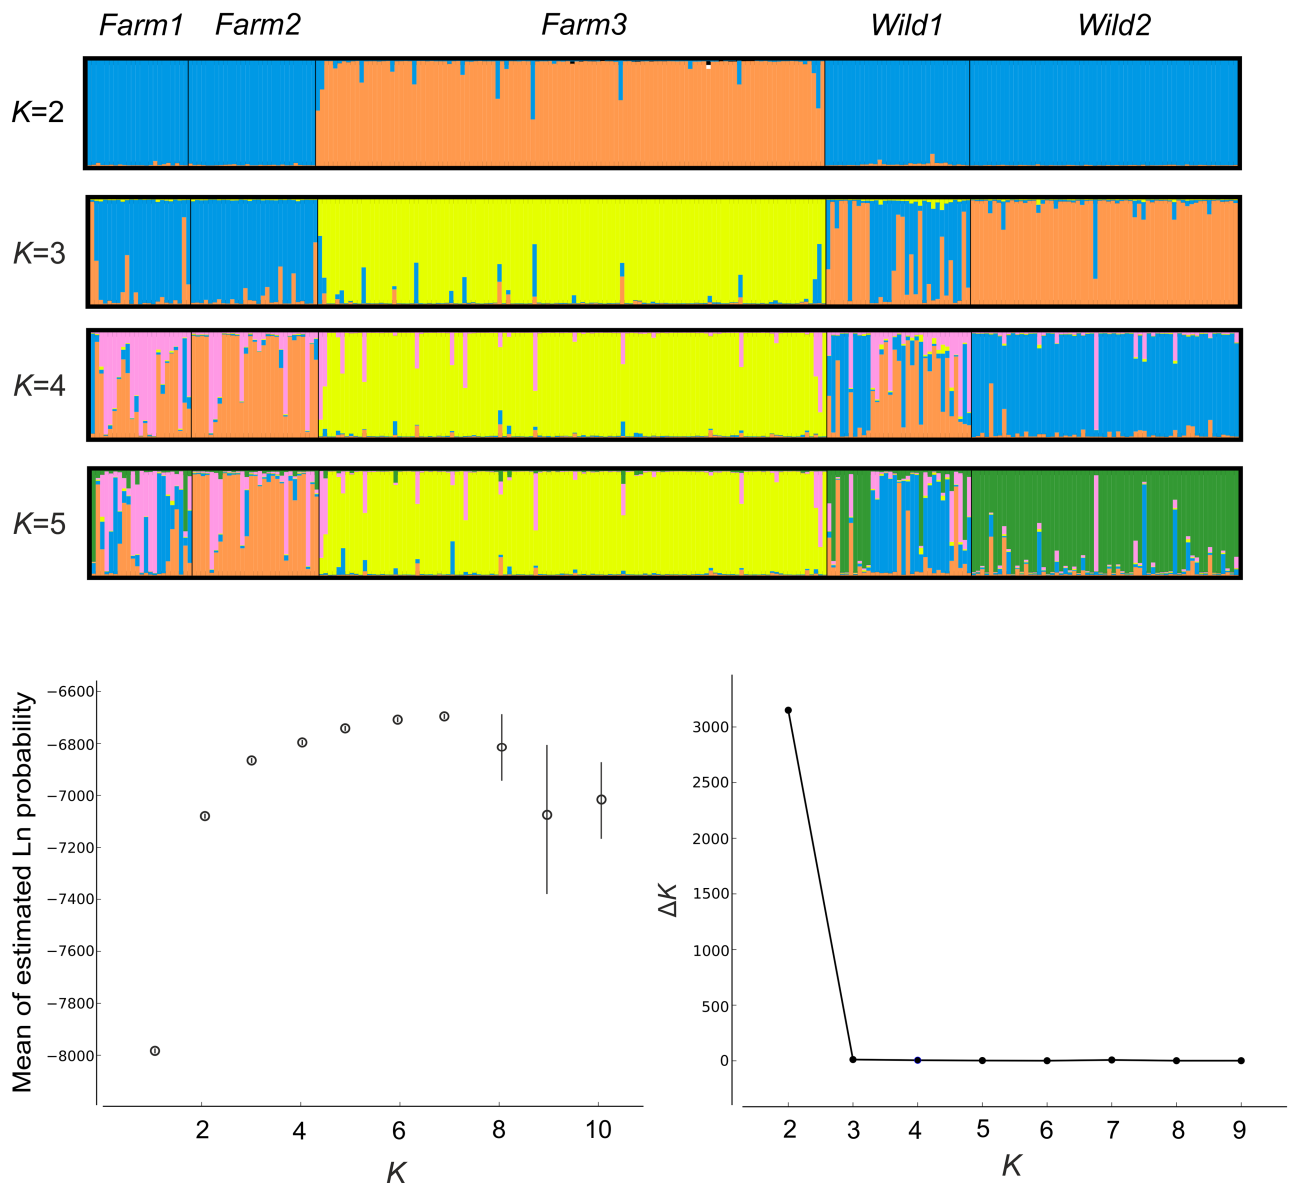 Farm1 Farm2 Farm3 Wild1 Wild2
K=2
K=3
K=4
K=5
Mean of estimated Ln probability
−6600
−6800
−7000
−7200
−7400
−7600
−7800
−8000
2 4 6 8 10
K
ΔK
3000
2500
2000
1500
1000
500
0
2 3 4 5 6 7 8 9
K